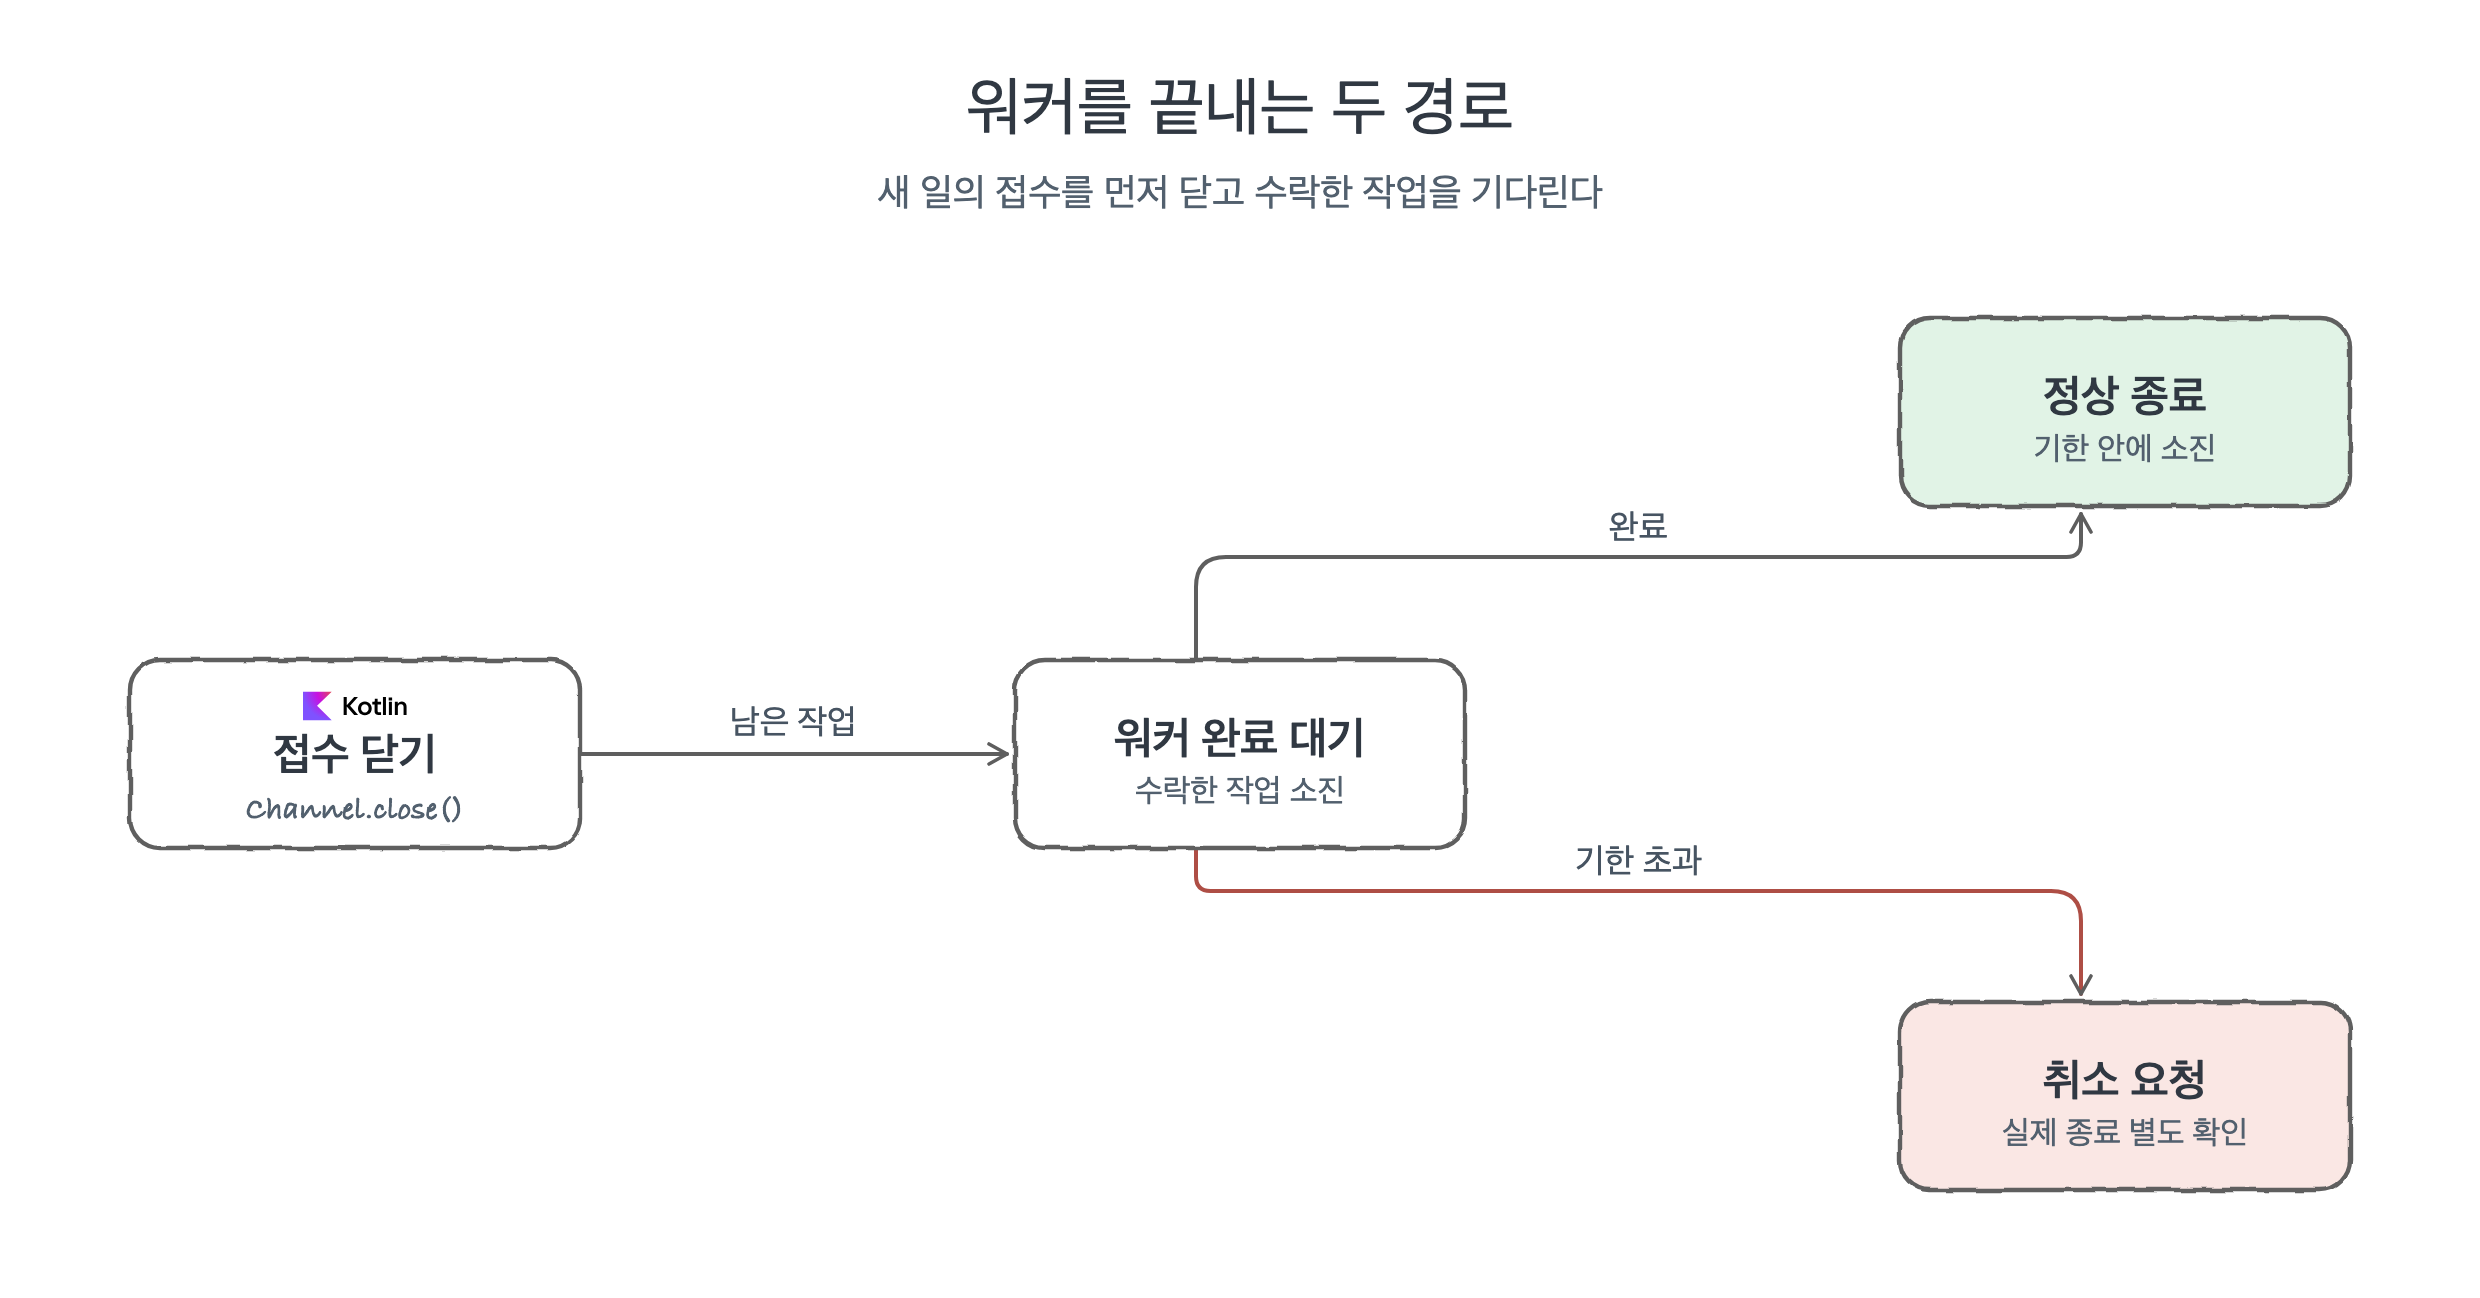 워커를 끝내는 두 경로
새 일의 접수를 먼저 닫고 수락한 작업을 기다린다
정상 종료
기한 안에 소진
완료
Kotlin
접수 닫기
Channel.close()
남은 작업
워커 완료 대기
수락한 작업 소진
기한 초과
취소 요청
실제 종료 별도 확인